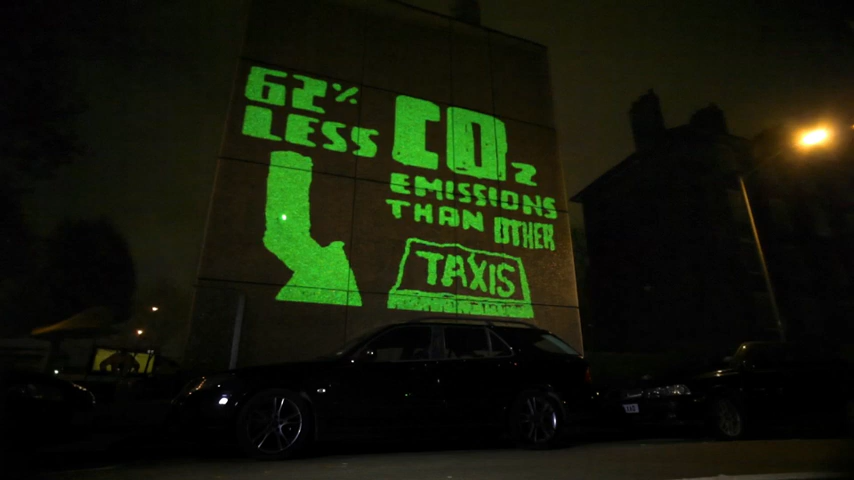 62%
LESS
CO2
EMISSIONS
THAN OTHER
TAXIS